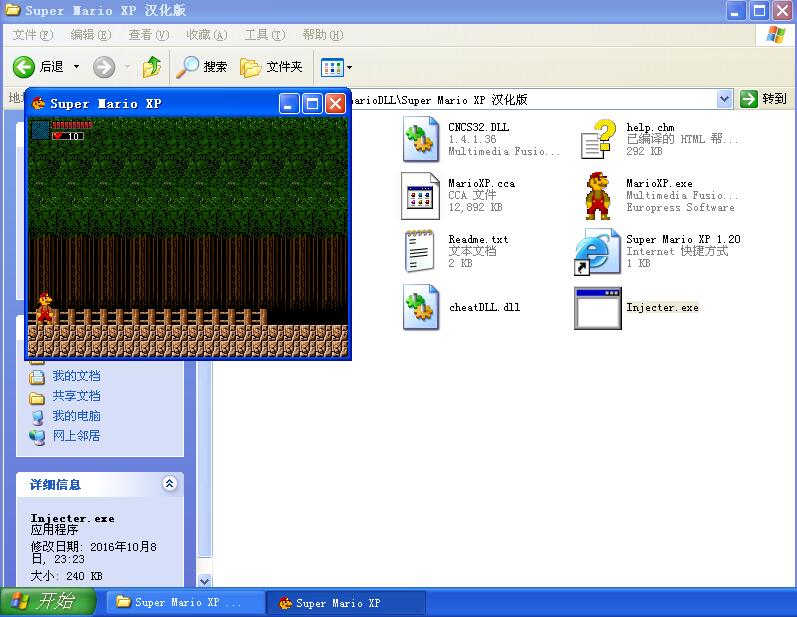 Super Mario XP 汉化版
文件(F) 编辑(E) 查看(V) 收藏(A) 工具(T) 帮助(H)
后退 搜索 文件夹
arioDLL\Super Mario XP 汉化版 转到
Super Mario XP
10
CNCS32.DLL
1.4.1.36
Multimedia Fusio...
help.chm
已编译的 HTML 帮...
292 KB
MarioXP.cca
CCA 文件
12,892 KB
MarioXP.exe
Multimedia Fusio...
Europress Software
Readme.txt
文本文档
2 KB
Super Mario XP 1.20
Internet 快捷方式
1 KB
cheatDLL.dll
Injecter.exe
我的文档
共享文档
我的电脑
网上邻居
详细信息
Injecter.exe
应用程序
修改日期: 2016年10月8
日, 23:23
大小: 240 KB
开始 Super Mario XP ... Super Mario XP